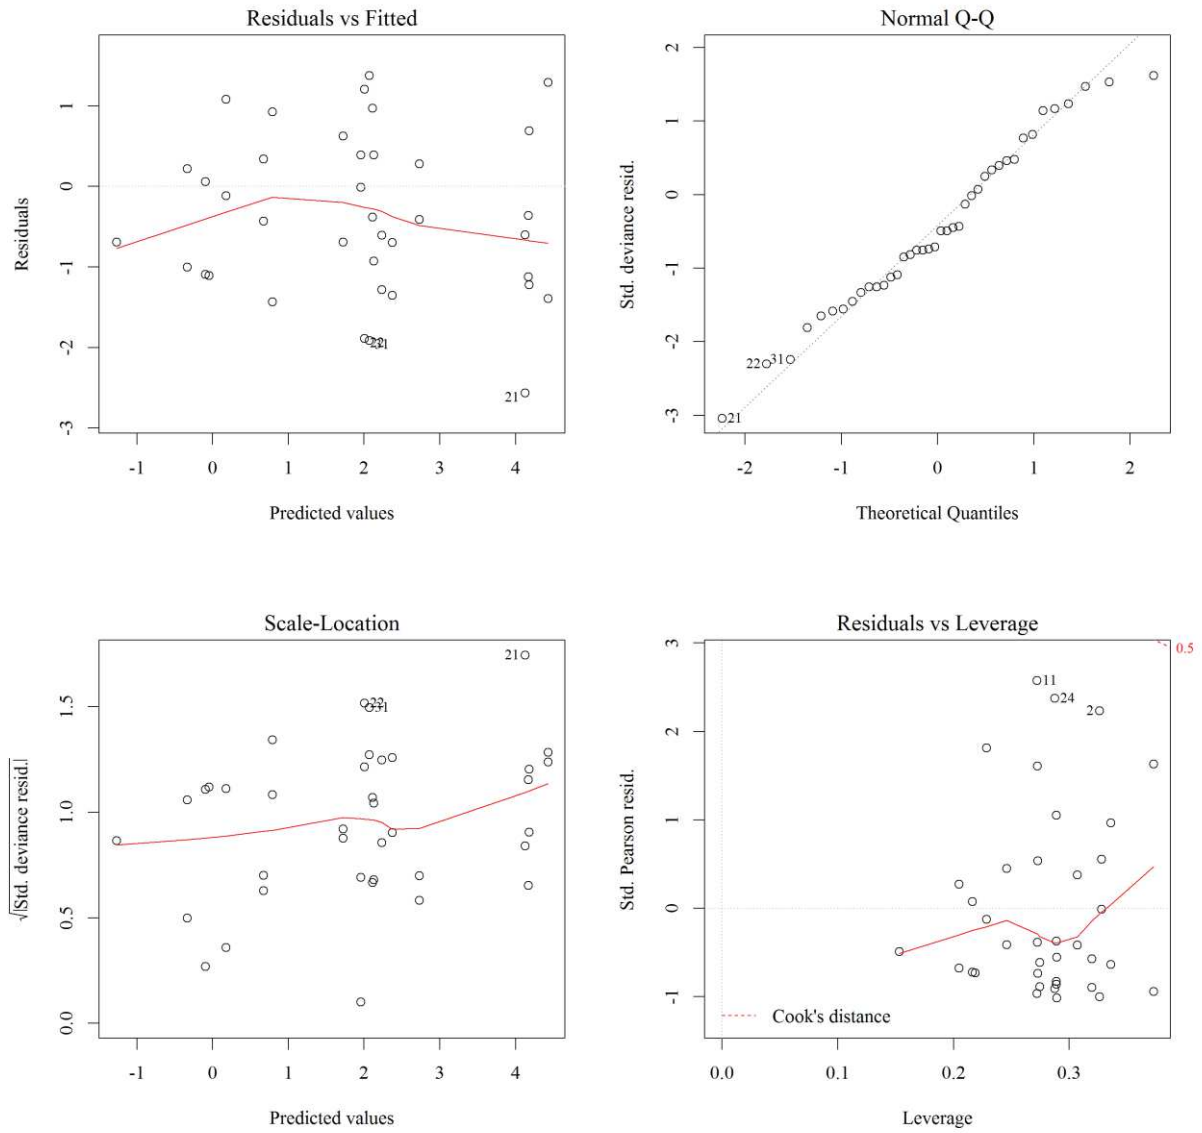 Residuals vs Fitted
Residuals
1
0
-1
-2
-3
22
31
21
-1 0 1 2 3 4
Predicted values
Normal Q-Q
Std. deviance resid.
2
1
0
-1
-2
-3
22 31
21
-2 -1 0 1 2
Theoretical Quantiles
Scale-Location
√|Std. deviance resid.|
1.5
1.0
0.5
0.0
21
22
31
-1 0 1 2 3 4
Predicted values
Residuals vs Leverage
Std. Pearson resid.
3
2
1
0
-1
0.5
11
24
2
Cook's distance
0.0 0.1 0.2 0.3
Leverage